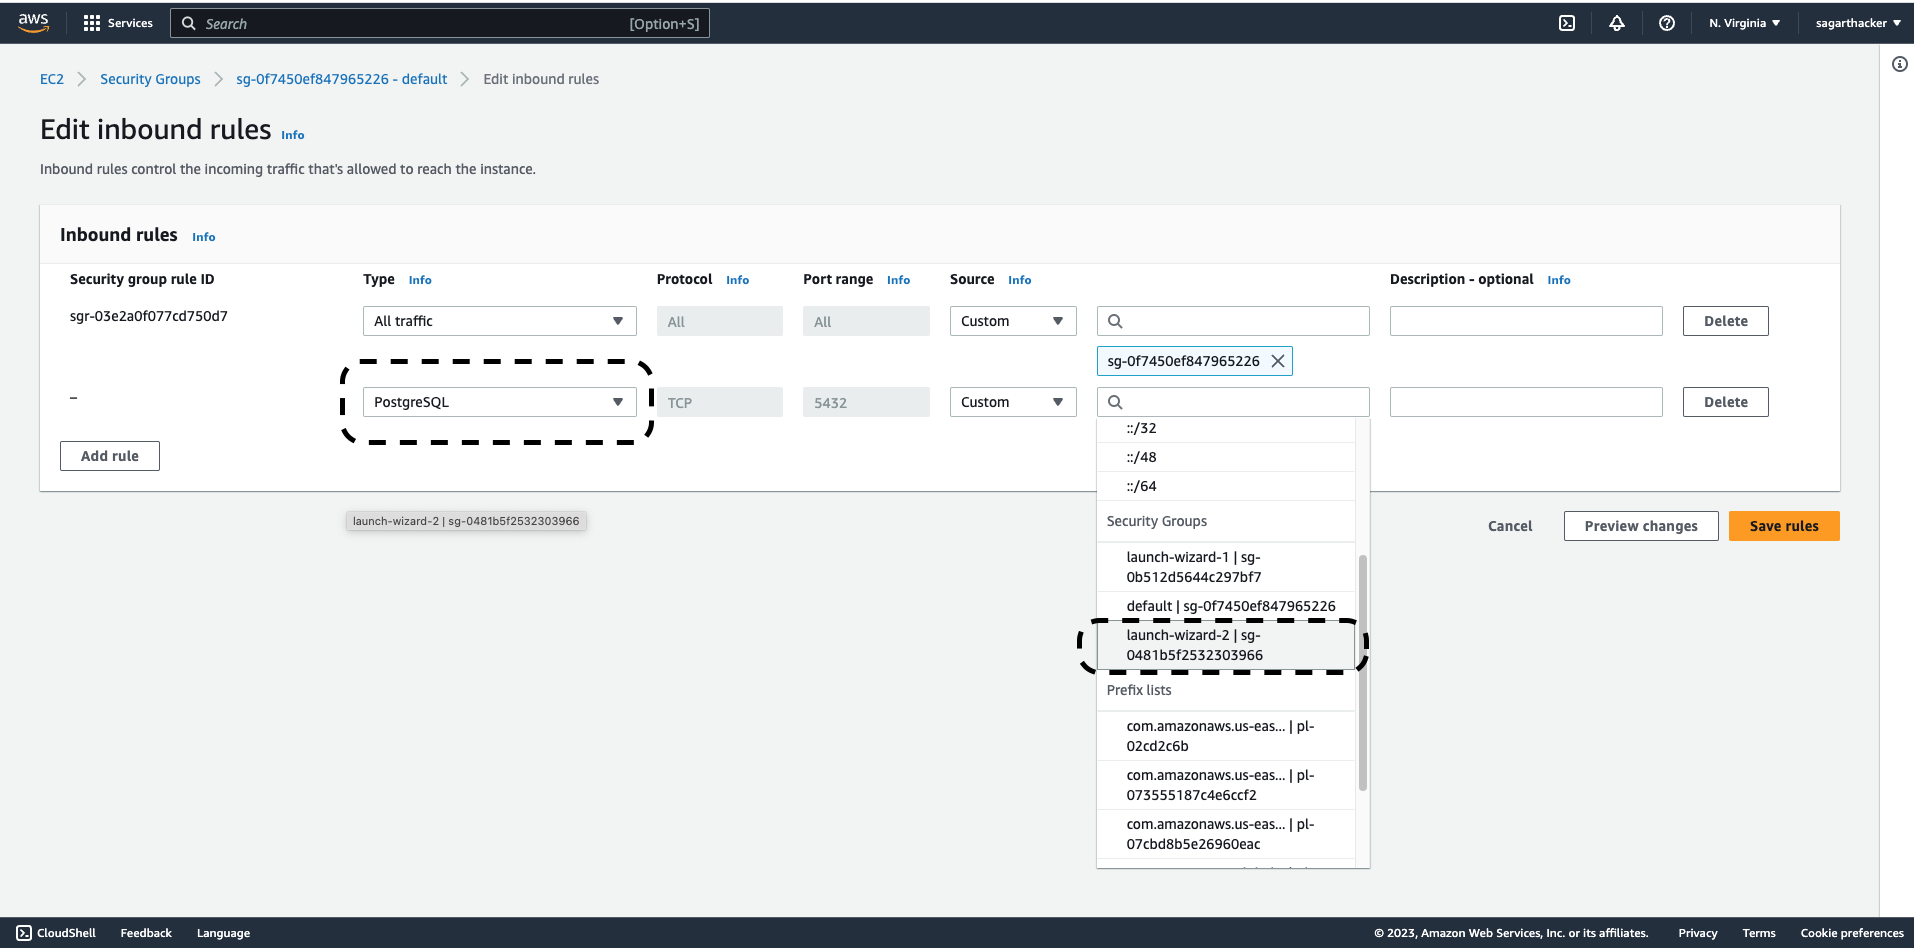 aws
Services
Search
[Option+S]
N. Virginia
sagarthacker
EC2
Security Groups
sg-0f7450ef847965226 - default
Edit inbound rules
Edit inbound rules Info
Inbound rules control the incoming traffic that's allowed to reach the instance.
Inbound rules Info
Security group rule ID
Type Info
Protocol Info
Port range Info
Source Info
Description - optional Info
sgr-03e2a0f077cd750d7
All traffic
All
All
Custom
Delete
sg-0f7450ef847965226
–
PostgreSQL
TCP
5432
Custom
Delete
Add rule
::/32
::/48
::/64
Security Groups
launch-wizard-1 | sg-
0b512d5644c297bf7
default | sg-0f7450ef847965226
launch-wizard-2 | sg-
0481b5f2532303966
Prefix lists
com.amazonaws.us-eas... | pl-
02cd2c6b
com.amazonaws.us-eas... | pl-
073555187c4e6ccf2
com.amazonaws.us-eas... | pl-
07cbd8b5e26960eac
launch-wizard-2 | sg-0481b5f2532303966
Cancel
Preview changes
Save rules
CloudShell
Feedback
Language
© 2023, Amazon Web Services, Inc. or its affiliates.
Privacy
Terms
Cookie preferences